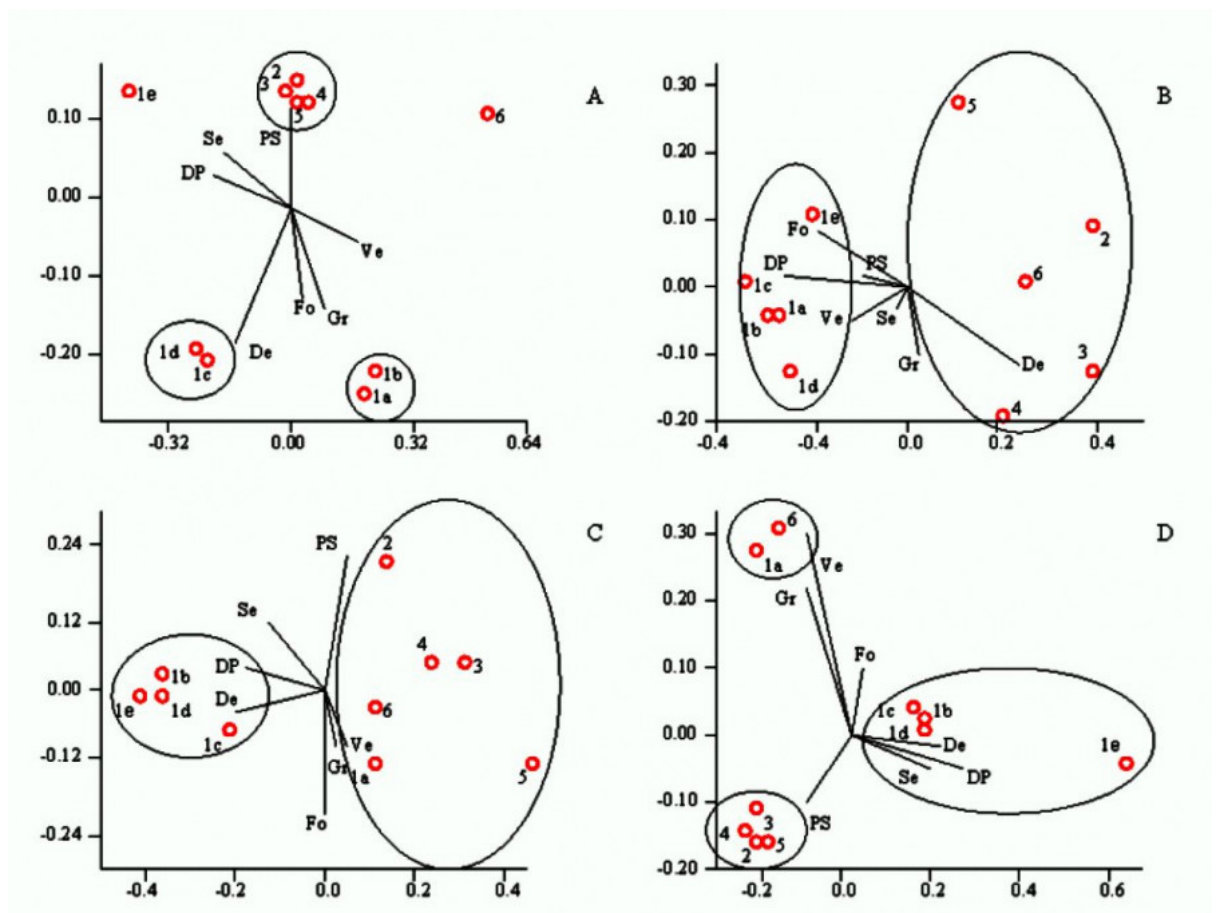 A
0.10
0.00
-0.10
-0.20
-0.32 0.00 0.32 0.64
1e
2
3
4
5
6
Se
PS
DP
Ve
Fo
Gr
De
1d
1c
1b
1a
B
0.30
0.20
0.10
0.00
-0.10
-0.20
-0.4 -0.4 0.0 0.2 0.4
5
1e
Fo
2
DP
PS
6
1c
1a
1b
Ve
Se
Gr
De
3
1d
4
C
0.24
0.12
0.00
-0.12
-0.24
-0.4 -0.2 0.0 0.2 0.4
PS
2
Se
4
3
DP
1b
De
1e
1d
6
1c
Ve
Gr
1a
5
Fo
D
0.30
0.20
0.10
0.00
-0.10
-0.20
-0.2 0.0 0.2 0.4 0.6
6
1a
Ve
Gr
Fo
1c
1b
1d
De
1e
Se
DP
PS
3
4
2
5